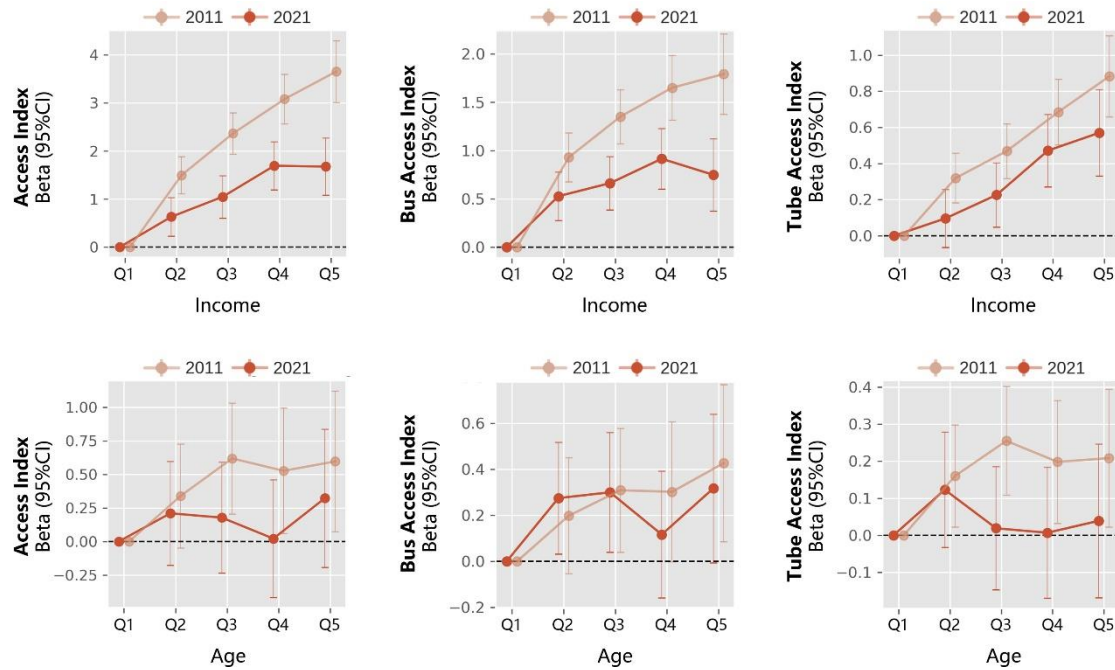 2011 2021
Access Index
Beta (95%CI)
4
3
2
1
0
Q1 Q2 Q3 Q4 Q5
Income
2011 2021
Bus Access Index
Beta (95%CI)
2.0
1.5
1.0
0.5
0.0
Q1 Q2 Q3 Q4 Q5
Income
2011 2021
Tube Access Index
Beta (95%CI)
1.0
0.8
0.6
0.4
0.2
0.0
Q1 Q2 Q3 Q4 Q5
Income
2011 2021
Access Index
Beta (95%CI)
1.00
0.75
0.50
0.25
0.00
−0.25
Q1 Q2 Q3 Q4 Q5
Age
2011 2021
Bus Access Index
Beta (95%CI)
0.6
0.4
0.2
0.0
−0.2
Q1 Q2 Q3 Q4 Q5
Age
2011 2021
Tube Access Index
Beta (95%CI)
0.4
0.3
0.2
0.1
0.0
−0.1
Q1 Q2 Q3 Q4 Q5
Age